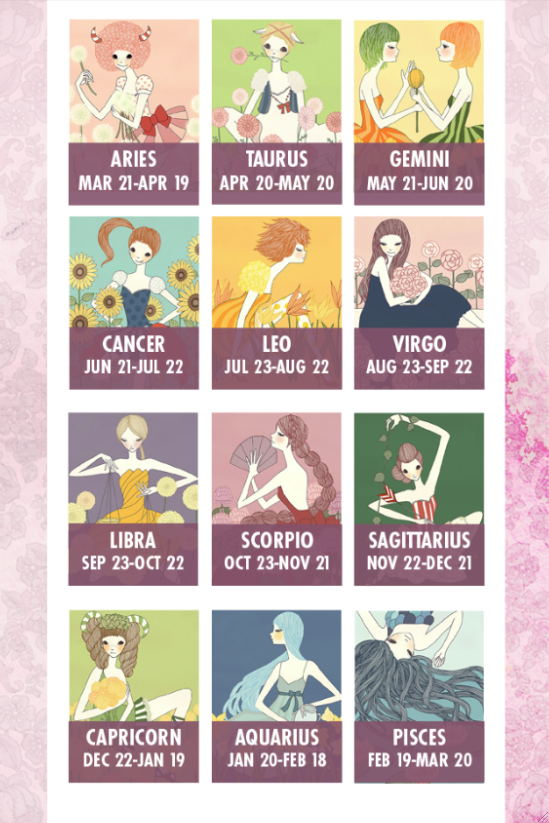 ARIES
MAR 21-APR 19
TAURUS
APR 20-MAY 20
GEMINI
MAY 21-JUN 20
CANCER
JUN 21-JUL 22
LEO
JUL 23-AUG 22
VIRGO
AUG 23-SEP 22
LIBRA
SEP 23-OCT 22
SCORPIO
OCT 23-NOV 21
SAGITTARIUS
NOV 22-DEC 21
CAPRICORN
DEC 22-JAN 19
AQUARIUS
JAN 20-FEB 18
PISCES
FEB 19-MAR 20